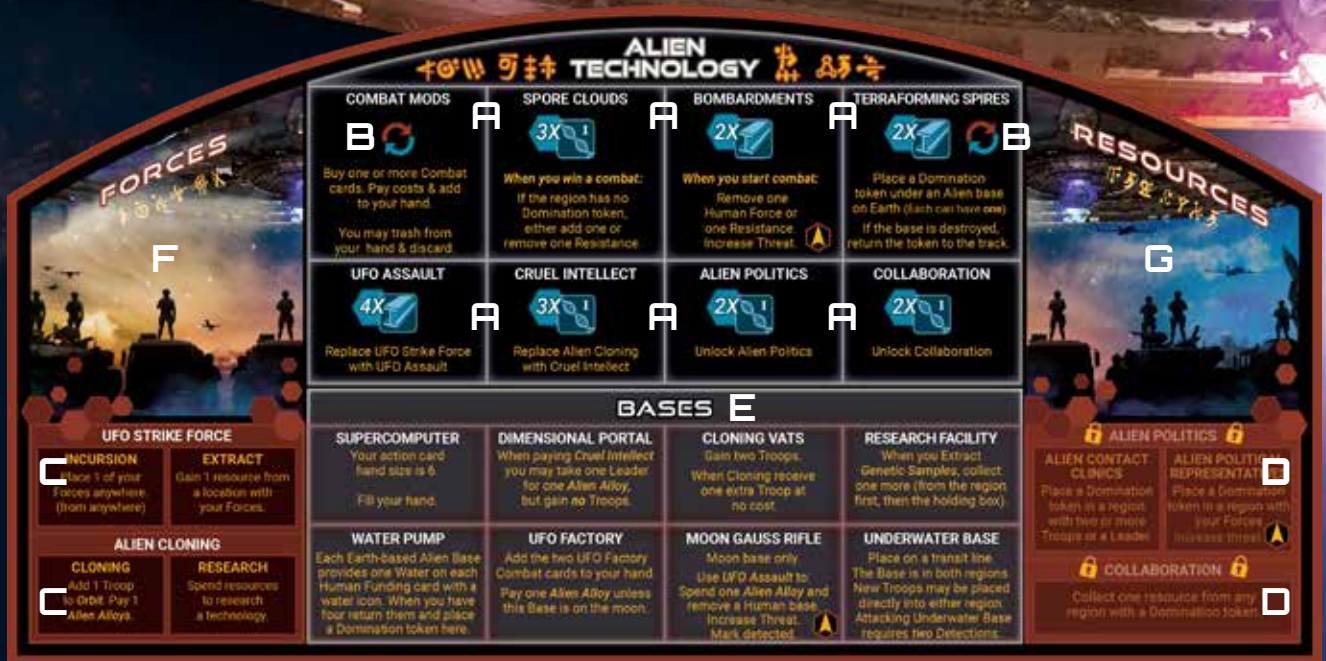 ALIEN
TECHNOLOGY
FORCES
RESOURCES
COMBAT MODS
B
Buy one or more Combat
cards. Pay costs & add
to your hand.
You may trash from
your hand & discard.
A
SPORE CLOUDS
3X
I
When you win a combat:
If the region has no
Domination token,
either add one or
remove one Resistance.
A
BOMBARDMENTS
2X
When you start combat:
Remove one
Human Force or
one Resistance.
Increase Threat.
A
TERRAFORMING SPIRES
2X
B
Place a Domination
token under an Alien base
on Earth (Each can have one)
If the base is destroyed,
return the token to the track.
F
G
UFO ASSAULT
4X
Replace UFO Strike Force
with UFO Assault
A
CRUEL INTELLECT
3X
I
Replace Alien Cloning
with Cruel Intellect
A
ALIEN POLITICS
2X
I
Unlock Alien Politics
A
COLLABORATION
2X
I
Unlock Collaboration
BASES E
SUPERCOMPUTER
Your action card
hand size is 6.
Fill your hand.
DIMENSIONAL PORTAL
When paying Cruel Intellect
you may take one Leader
for one Alien Alloy,
but gain no Troops.
CLONING VATS
Gain two Troops.
When Cloning receive
one extra Troop at
no cost.
RESEARCH FACILITY
When you Extract
Genetic Samples, collect
one more (from the region
first, then the holding box).
WATER PUMP
Each Earth-based Alien Base
provides one Water on each
Human Funding card with a
water icon. When you have
four return them and place
a Domination token here.
UFO FACTORY
Add the two UFO Factory
Combat cards to your hand.
Pay one Alien Alloy unless
this Base is on the moon.
MOON GAUSS RIFLE
Moon base only
Use UFO Assault to
Spend one Alien Alloy and
remove a Human base.
Increase Threat.
Mark detected.
UNDERWATER BASE
Place on a transit line.
The Base is in both regions
New Troops may be placed
directly into either region.
Attacking Underwater Base
requires two Detections.
UFO STRIKE FORCE
C
INCURSION
Place 1 of your
Forces anywhere
(from anywhere)
EXTRACT
Gain 1 resource from
a location with
your Forces.
ALIEN CLONING
C
CLONING
Add 1 Troop
to Orbit. Pay 1
Alien Alloys.
RESEARCH
Spend resources
to research
a technology.
ALIEN POLITICS
ALIEN CONTACT
CLINICS
Place a Domination
token in a region
with two or more
Troops or a Leader.
ALIEN POLITICAL
D
Place a Domination
token in a region with
your Forces
Increase threat.
COLLABORATION
Collect one resource from any
region with a Domination token.
D